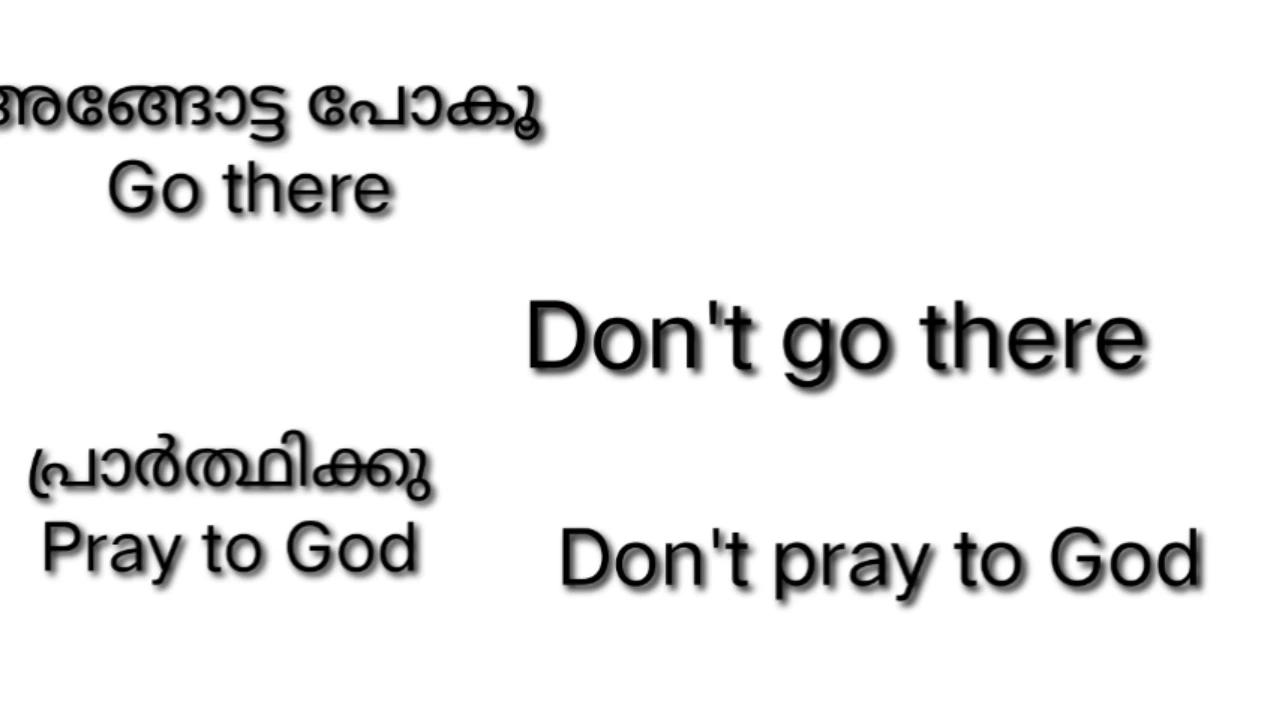 അങ്ങോട്ട പോകൂ
Go there
Don't go there
പ്രാർത്ഥിക്കു
Pray to God
Don't pray to God